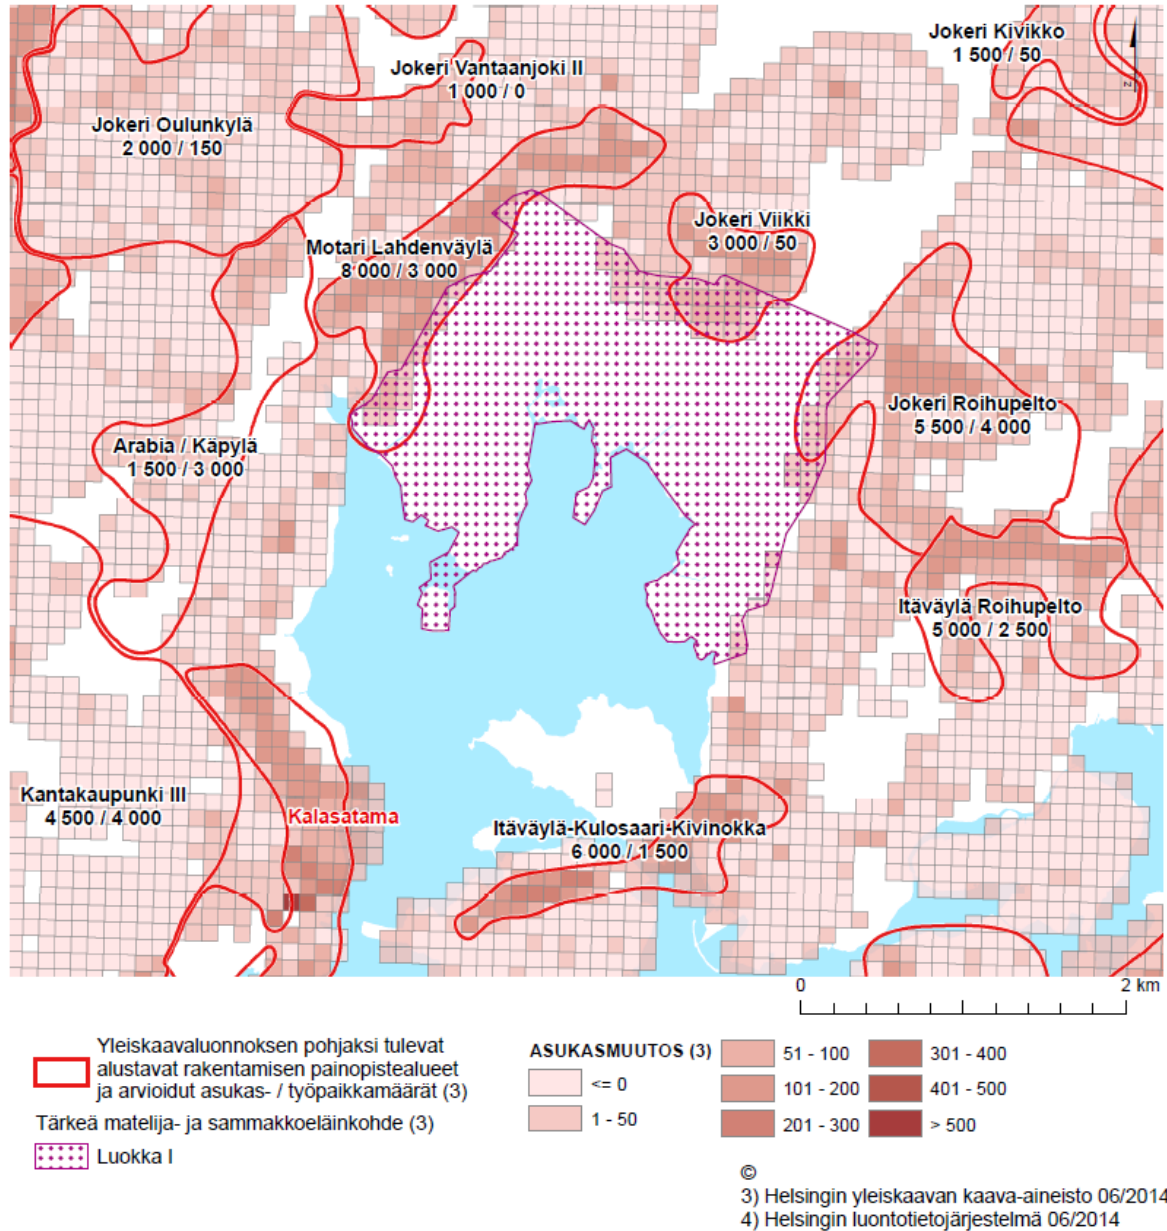 Jokeri Kivikko
1 500 / 50
z
Jokeri Vantaanjoki II
1 000 / 0
Jokeri Oulunkylä
2 000 / 150
Jokeri Viikki
3 000 / 50
Motari Lahdenväylä
8 000 / 3 000
Jokeri Roihupelto
5 500 / 4 000
Arabia / Käpylä
1 500 / 3 000
Itäväylä Roihupelto
5 000 / 2 500
Kantakaupunki III
4 500 / 4 000
Kalasatama
Itäväylä-Kulosaari-Kivinokka
6 000 / 1 500
0 2 km
Yleiskaavaluonnoksen pohjaksi tulevat
alustavat rakentamisen painopistealueet
ja arvioidut asukas- / työpaikkamäärät (3)
Tärkeä matelija- ja sammakkoeläinkohde (3)
Luokka I
ASUKASMUUTOS (3)
<= 0
1 - 50
51 - 100
101 - 200
201 - 300
301 - 400
401 - 500
> 500
©
3) Helsingin yleiskaavan kaava-aineisto 06/2014
4) Helsingin luontotietojärjestelmä 06/2014